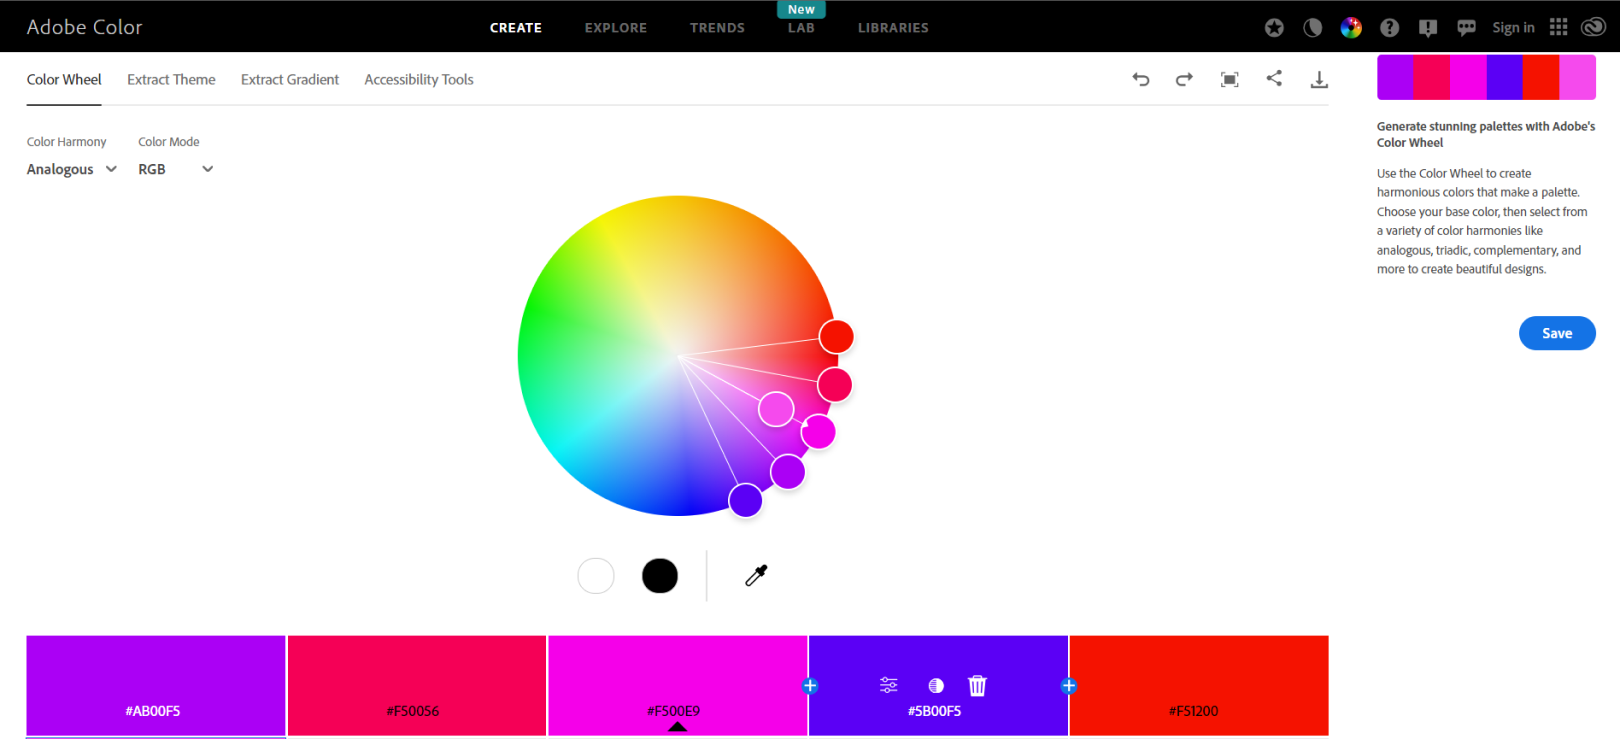 New
Adobe Color CREATE EXPLORE TRENDS LAB LIBRARIES Sign in
Color Wheel Extract Theme Extract Gradient Accessibility Tools
Color Harmony Color Mode
Analogous RGB
Generate stunning palettes with Adobe's
Color Wheel
Use the Color Wheel to create
harmonious colors that make a palette.
Choose your base color, then select from
a variety of color harmonies like
analogous, triadic, complementary, and
more to create beautiful designs.
Save
#AB00F5 #F50056 #F500E9 #5B00F5 #F51200